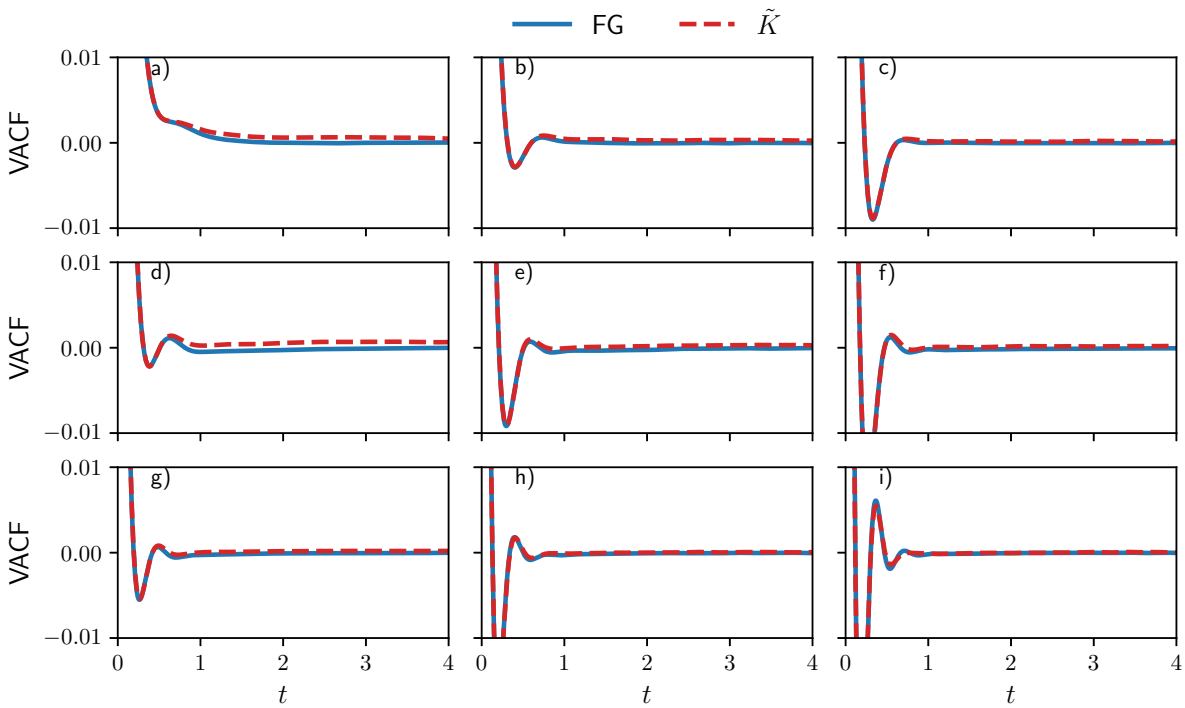 FG K̃
0.01 a) b) c)
VACF 0.00
−0.01
0.01 d) e) f)
VACF 0.00
−0.01
0.01 g) h) i)
VACF 0.00
−0.01
0 1 2 3 4 0 1 2 3 4 0 1 2 3 4
t t t